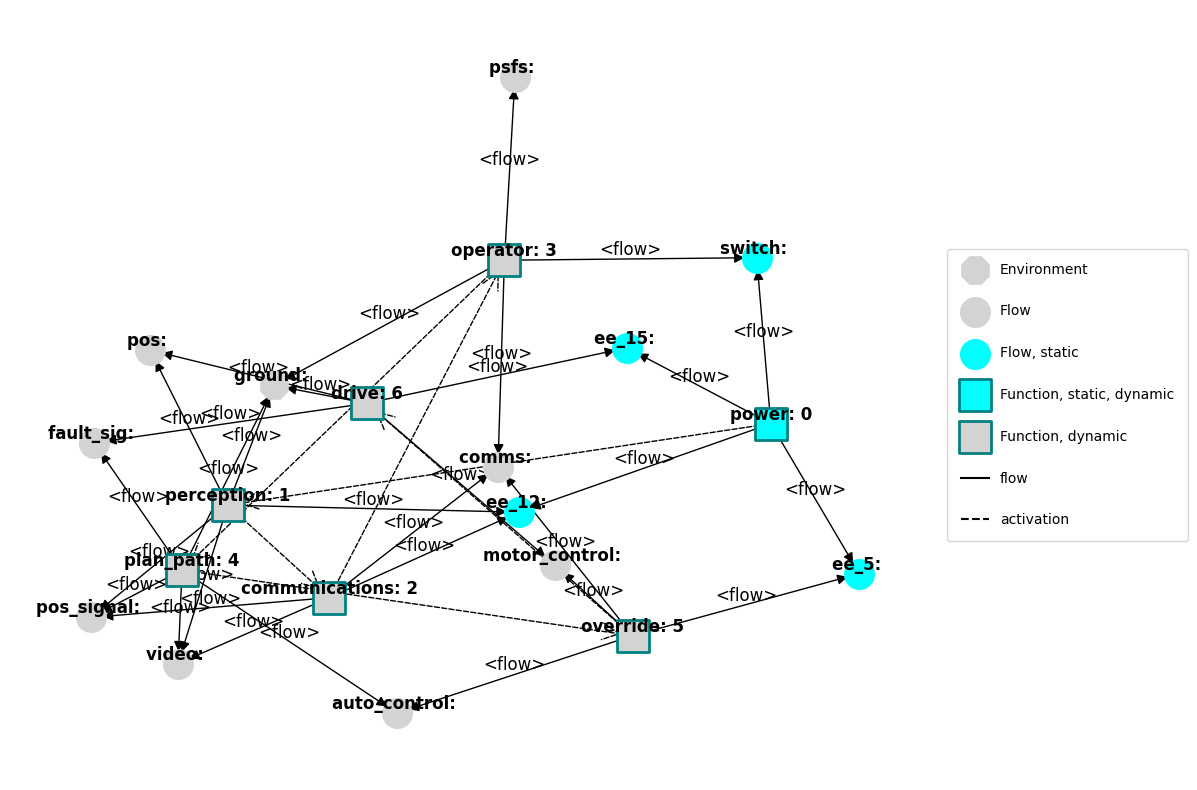 psfs:
<flow>
operator: 3
<flow>
switch:
<flow>
<flow>
pos:
ee_15:
<flow>
<flow>
<flow>
ground:
<flow>
<flow>
<flow>
drive: 6
power: 0
<flow>
<flow>
fault_sig:
<flow>
comms:
<flow>
<flow>
<flow>
<flow>
perception: 1
<flow>
<flow>
ee_12:
<flow>
<flow>
<flow>
<flow>
motor_control:
plan_path: 4
ee_5:
<flow>
communications: 2
<flow>
<flow>
<flow>
<flow>
pos_signal:
<flow>
<flow>
<flow>
override: 5
video:
<flow>
auto_control:
Environment
Flow
Flow, static
Function, static, dynamic
Function, dynamic
flow
activation